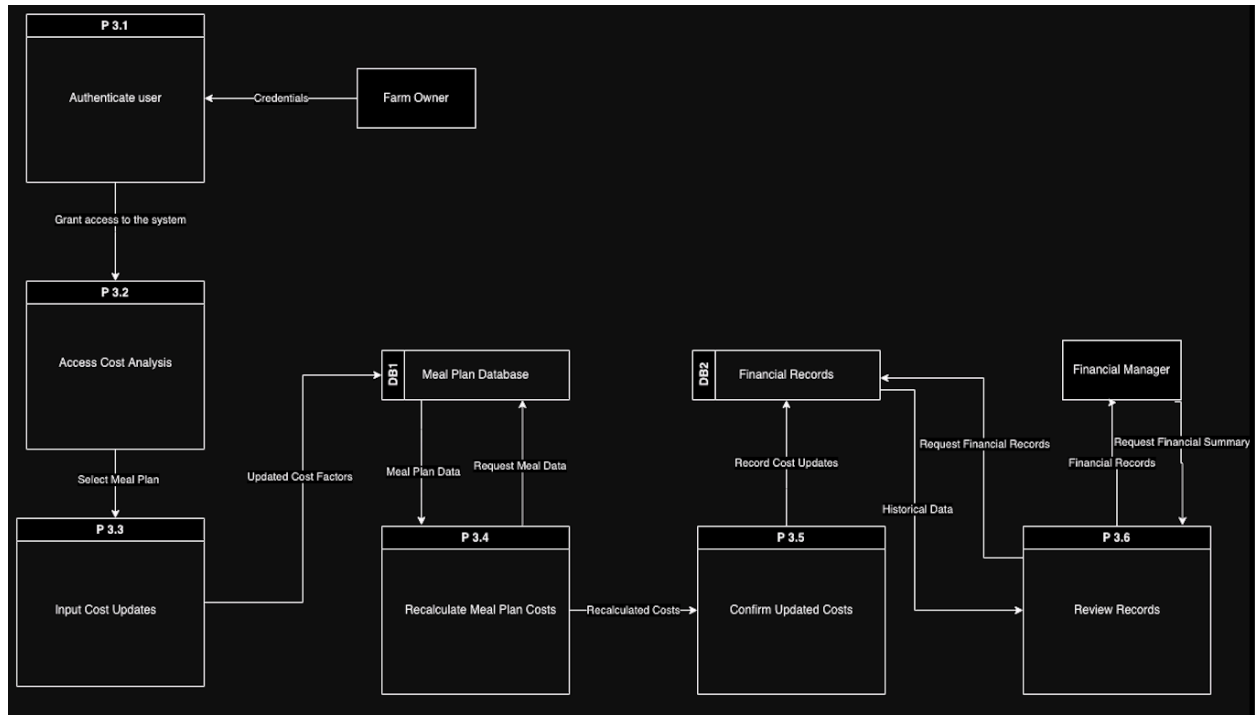 P 3.1
Authenticate user
Credentials
Farm Owner
Grant access to the system
P 3.2
Access Cost Analysis
Select Meal Plan
P 3.3
Input Cost Updates
Updated Cost Factors
DB1
Meal Plan Database
Meal Plan Data
Request Meal Data
P 3.4
Recalculate Meal Plan Costs
Recalculated Costs
DB2
Financial Records
Record Cost Updates
P 3.5
Confirm Updated Costs
Request Financial Records
Historical Data
Financial Manager
Request Financial Summary
Financial Records
P 3.6
Review Records